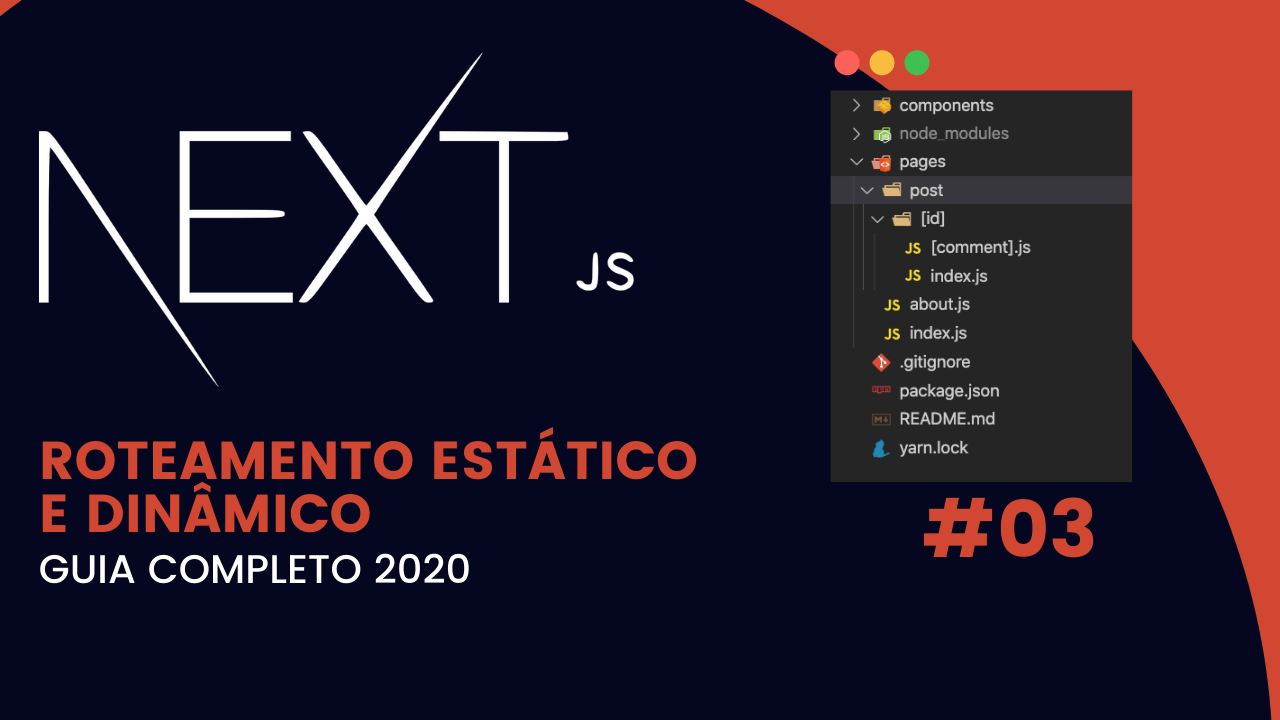 NEXT JS
ROTEAMENTO ESTÁTICO
E DINÂMICO
GUIA COMPLETO 2020
components
node_modules
pages
post
[id]
JS [comment].js
JS index.js
JS about.js
JS index.js
.gitignore
package.json
README.md
yarn.lock
#03